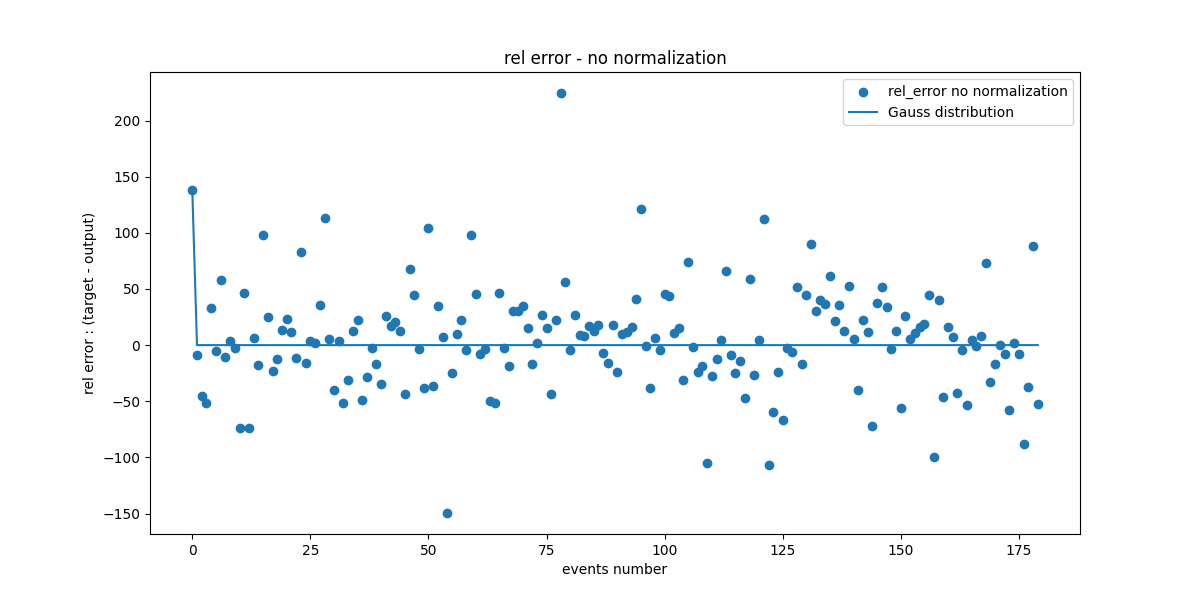 rel error - no normalization
rel_error no normalization
Gauss distribution
200
150
100
50
0
−50
−100
−150
rel error : (target - output)
0 25 50 75 100 125 150 175
events number